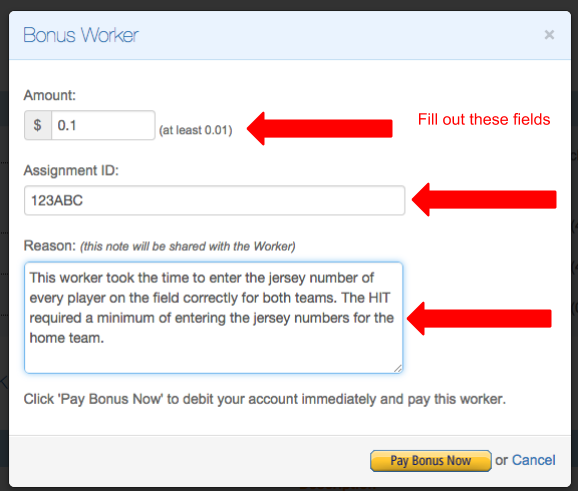 Bonus Worker ×
Amount:
$ 0.1 (at least 0.01) Fill out these fields
Assignment ID:
123ABC
Reason: (this note will be shared with the Worker)
This worker took the time to enter the jersey number of
every player on the field correctly for both teams. The HIT
required a minimum of entering the jersey numbers for the
home team.
Click 'Pay Bonus Now' to debit your account immediately and pay this worker.
Pay Bonus Now or Cancel